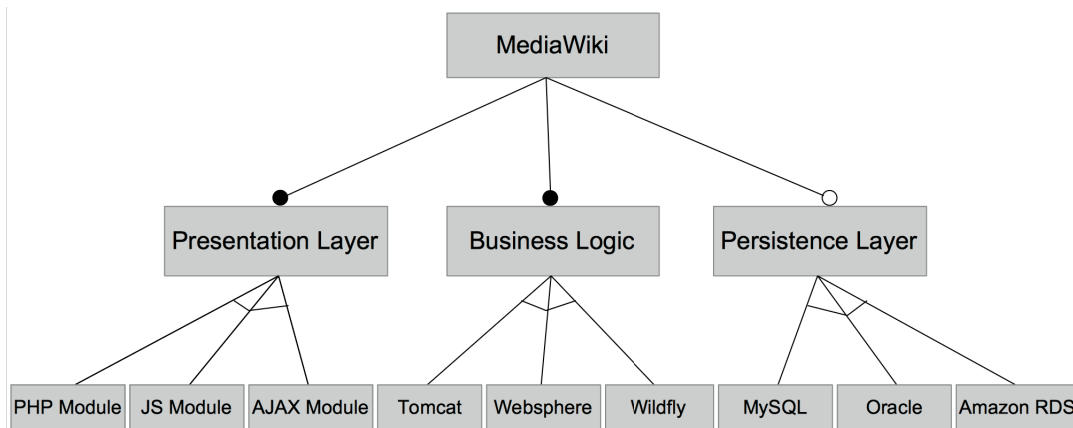 MediaWiki
Presentation Layer
Business Logic
Persistence Layer
PHP Module
JS Module
AJAX Module
Tomcat
Websphere
Wildfly
MySQL
Oracle
Amazon RDS